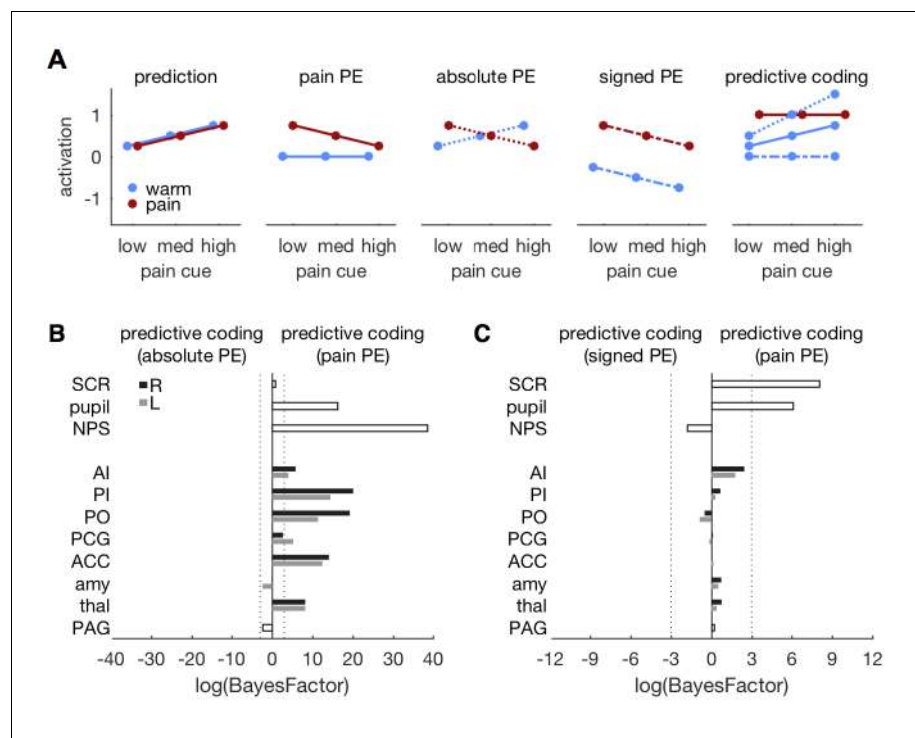 A
prediction
pain PE
absolute PE
signed PE
predictive coding
activation
1
0
-1
warm
pain
low med high
pain cue
low med high
pain cue
low med high
pain cue
low med high
pain cue
low med high
pain cue
B
predictive coding
(absolute PE)
predictive coding
(pain PE)
R
L
SCR
pupil
NPS
AI
PI
PO
PCG
ACC
amy
thal
PAG
-40 -30 -20 -10 0 10 20 30 40
log(BayesFactor)
C
predictive coding
(signed PE)
predictive coding
(pain PE)
SCR
pupil
NPS
AI
PI
PO
PCG
ACC
amy
thal
PAG
-12 -9 -6 -3 0 3 6 9 12
log(BayesFactor)